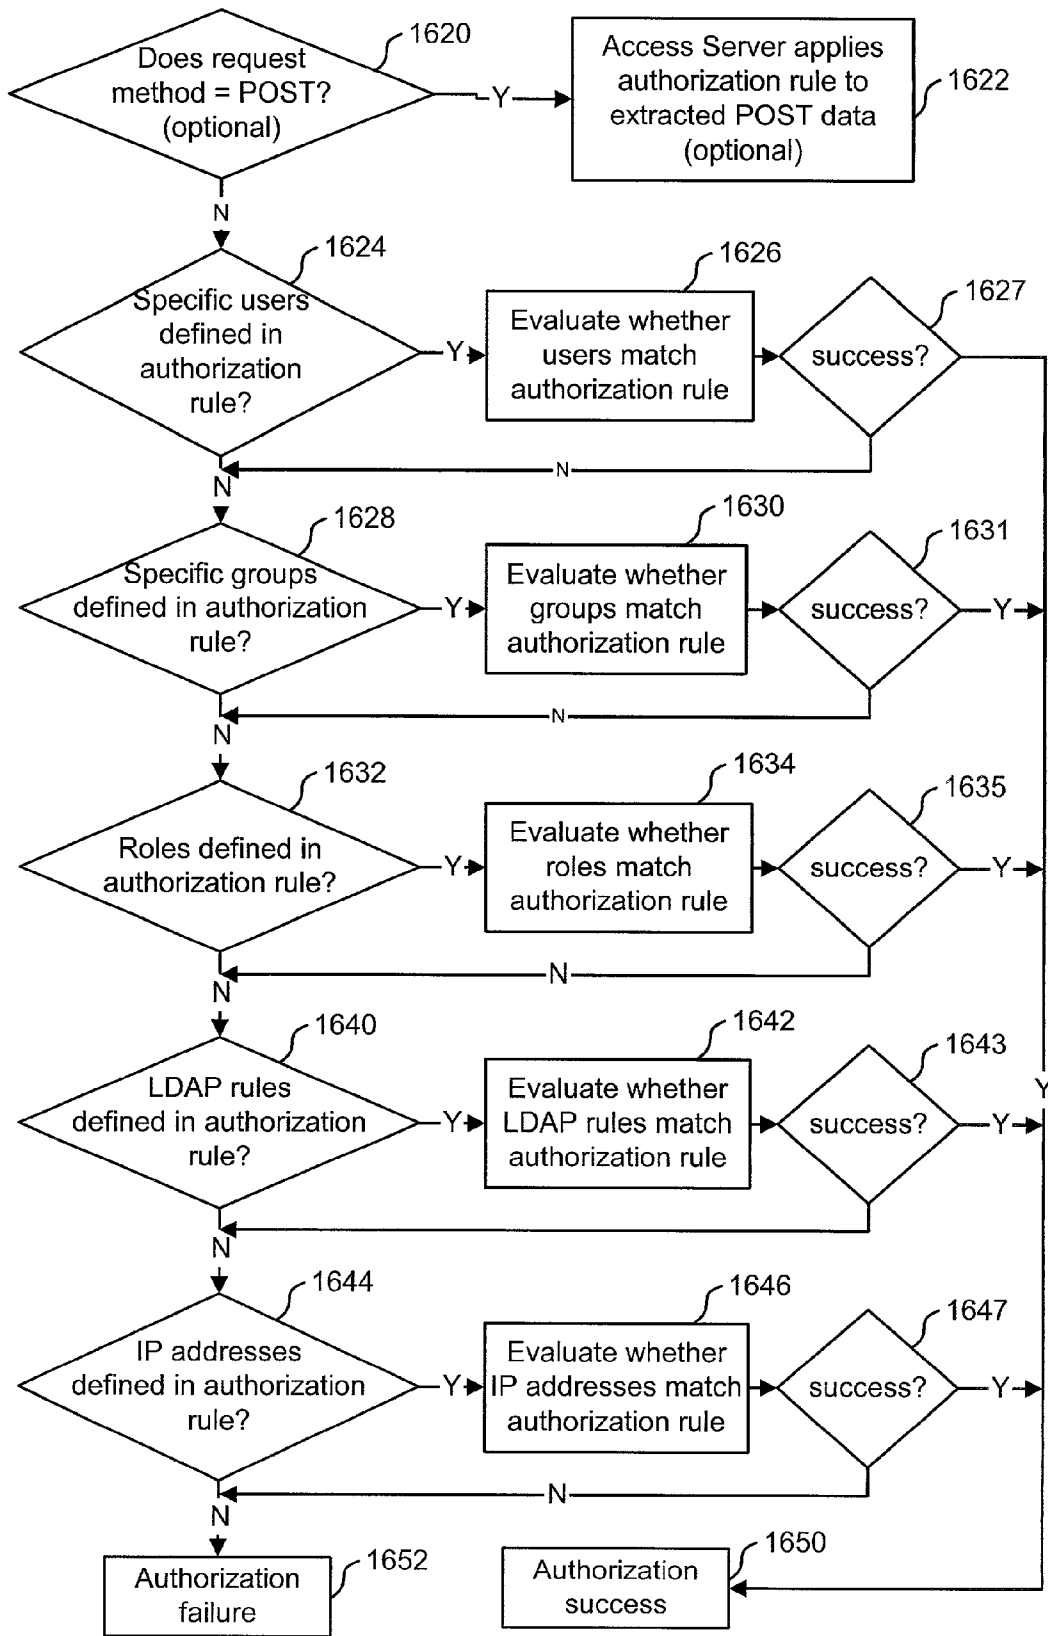 1620
Does request
method = POST?
(optional)
Y
Access Server applies
authorization rule to
extracted POST data
(optional)
1622
N
1624
Specific users
defined in
authorization
rule?
Y
1626
Evaluate whether
users match
authorization rule
1627
success?
N
N
1628
Specific groups
defined in authorization
rule?
Y
1630
Evaluate whether
groups match
authorization rule
1631
success?
Y
N
N
1632
Roles defined in
authorization rule?
Y
1634
Evaluate whether
roles match
authorization rule
1635
success?
Y
N
N
1640
LDAP rules
defined in authorization
rule?
Y
1642
Evaluate whether
LDAP rules match
authorization rule
1643
success?
Y
Y
N
1644
IP addresses
defined in authorization
rule?
Y
1646
Evaluate whether
IP addresses match
authorization rule
1647
success?
Y
N
N
1652
Authorization
failure
1650
Authorization
success